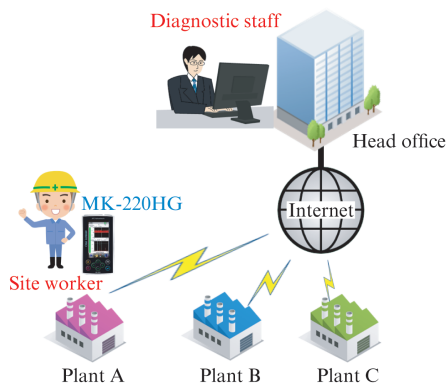 Diagnostic staff
Head office
MK-220HG
Internet
Site worker
Plant A
Plant B
Plant C